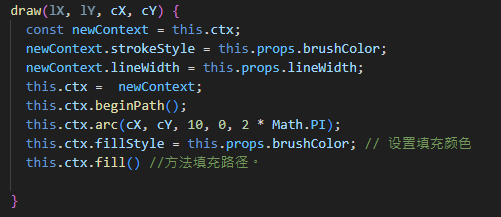 draw(lX, lY, cX, cY) {
const newContext = this.ctx;
newContext.strokeStyle = this.props.brushColor;
newContext.lineWidth = this.props.lineWidth;
this.ctx =  newContext;
this.ctx.beginPath();
this.ctx.arc(cX, cY, 10, 0, 2 * Math.PI);
this.ctx.fillStyle = this.props.brushColor; // 设置填充颜色
this.ctx.fill() //方法填充路径。
}